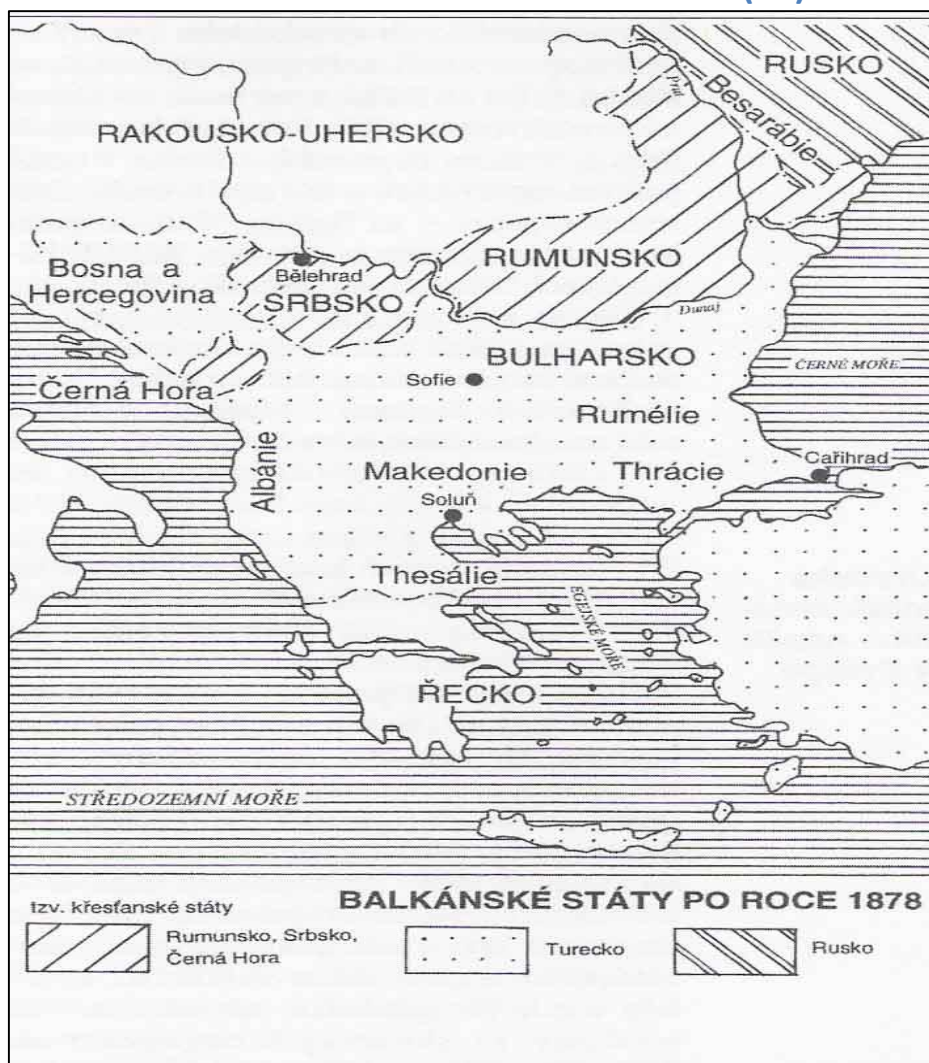 RUSKO
Prut
Besarábie
RAKOUSKO-UHERSKO
Bosna a
Hercegovina
Bělehrad
SRBSKO
RUMUNSKO
Dunaj
BULHARSKO
Sofie
ČERNÉ MOŘE
Černá Hora
Rumélie
Albánie
Makedonie
Thrácie
Cařihrad
Soluň
Thesálie
EGEJSKÉ MOŘE
ŘECKO
STŘEDOZEMNÍ MOŘE
BALKÁNSKÉ STÁTY PO ROCE 1878
tzv. křesťanské státy
Rumunsko, Srbsko,
Černá Hora
Turecko
Rusko